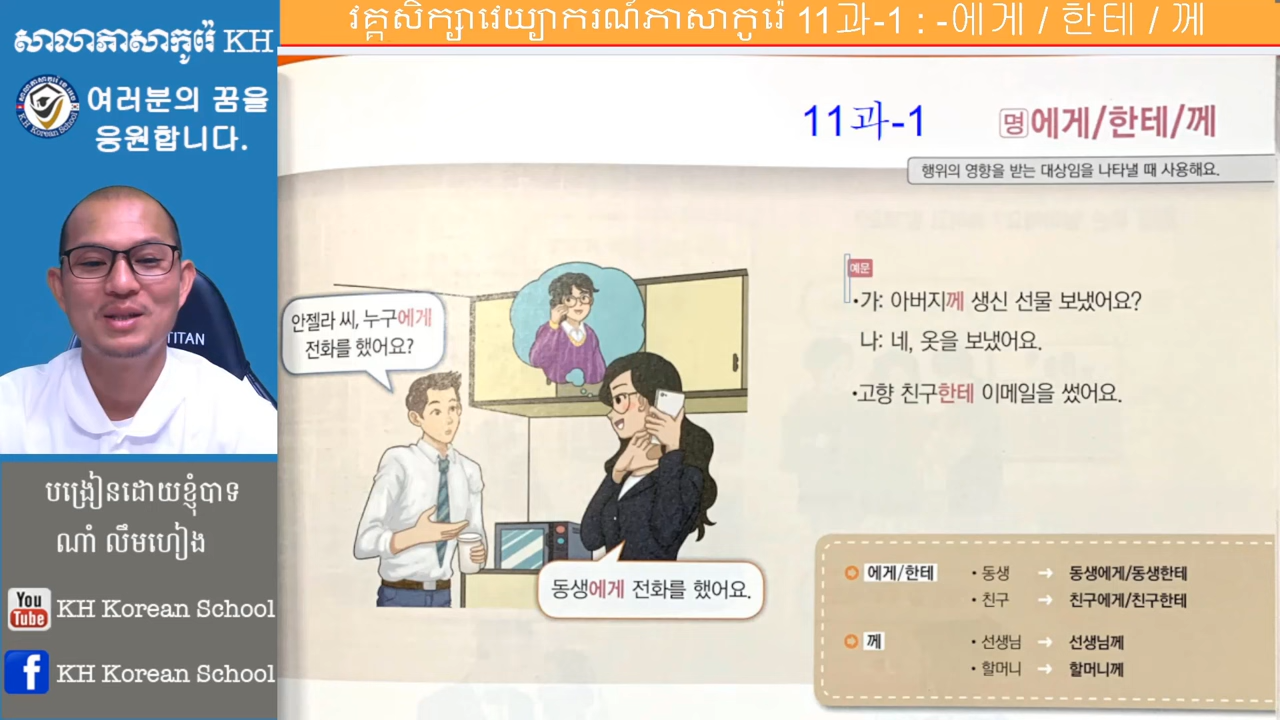 វគ្គសិក្សាវេយ្យាករណ៍ភាសាកូរ៉េ 11과-1 : -에게 / 한테 / 께
សាលាភាសាកូរ៉េ KH
여러분의 꿈을
응원합니다.
TITAN
បង្រៀនដោយខ្ញុំបាទ
ណាំ លឹមហៀង
You
Tube
KH Korean School
f KH Korean School
11과-1
명 에게/한테/께
행위의 영향을 받는 대상임을 나타낼 때 사용해요.
안젤라 씨, 누구에게
전화를 했어요?
동생에게 전화를 했어요.
예문
•가: 아버지께 생신 선물 보냈어요?
나: 네, 옷을 보냈어요.
•고향 친구한테 이메일을 썼어요.
에게/한테 • 동생 → 동생에게/동생한테
• 친구 → 친구에게/친구한테
께 • 선생님 → 선생님께
• 할머니 → 할머니께